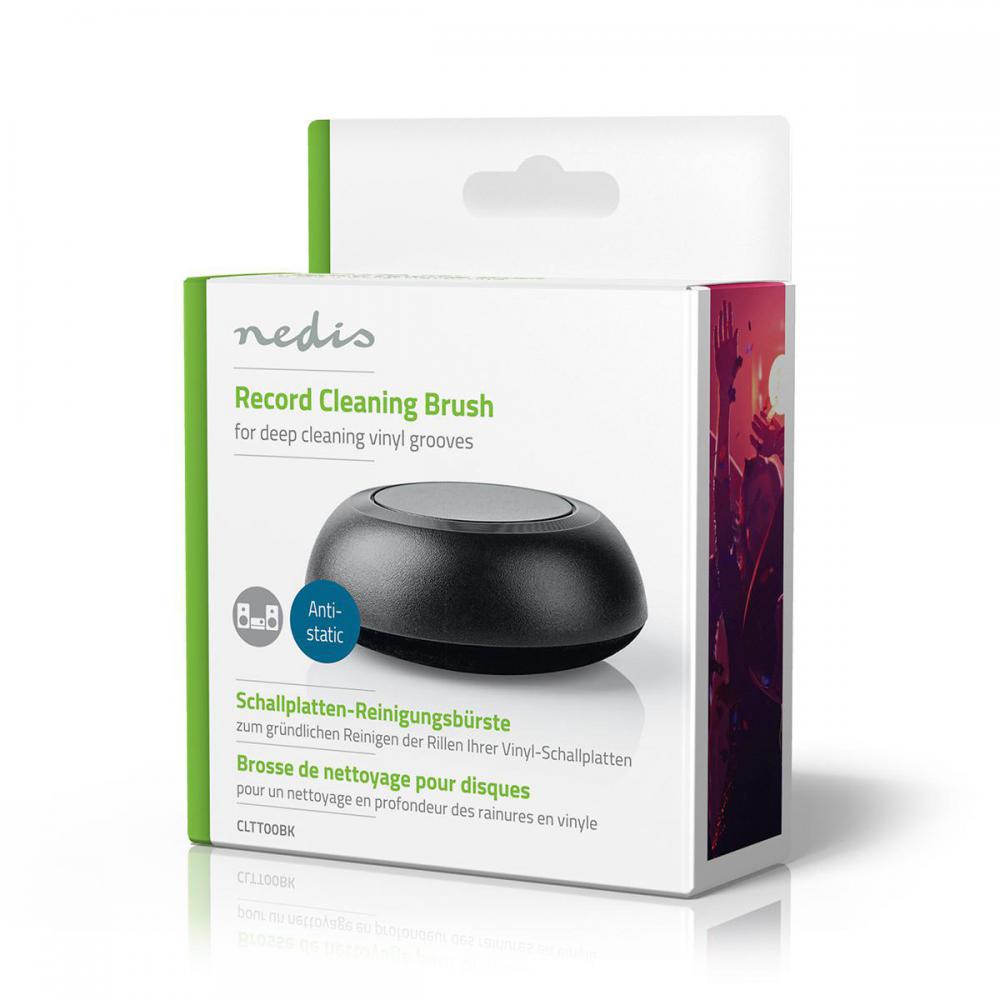 nedis
Record Cleaning Brush
for deep cleaning vinyl grooves
Anti-
static
Schallplatten-Reinigungsbürste
zum gründlichen Reinigen der Rillen Ihrer Vinyl-Schallplatten
Brosse de nettoyage pour disques
pour un nettoyage en profondeur des rainures en vinyle
CLTT00BK